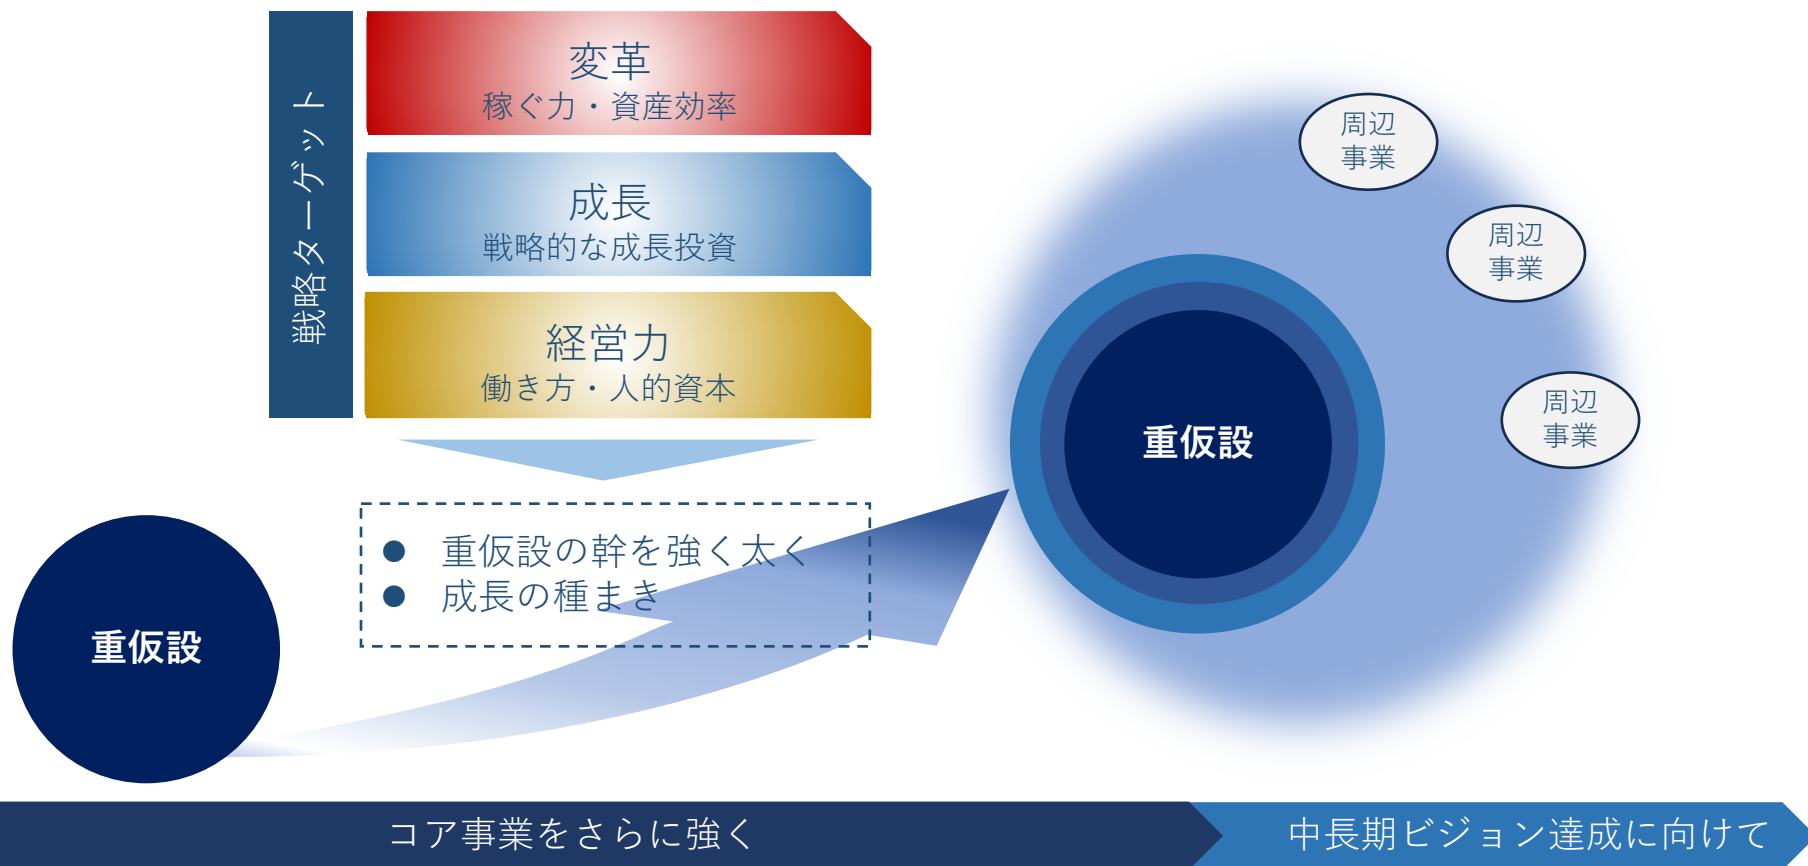 戦略ターゲット
変革
稼ぐ力・資産効率
成長
戦略的な成長投資
経営力
働き方・人的資本
● 重仮設の幹を強く太く
● 成長の種まき
重仮設
重仮設
周辺
事業
周辺
事業
周辺
事業
コア事業をさらに強く
中長期ビジョン達成に向けて